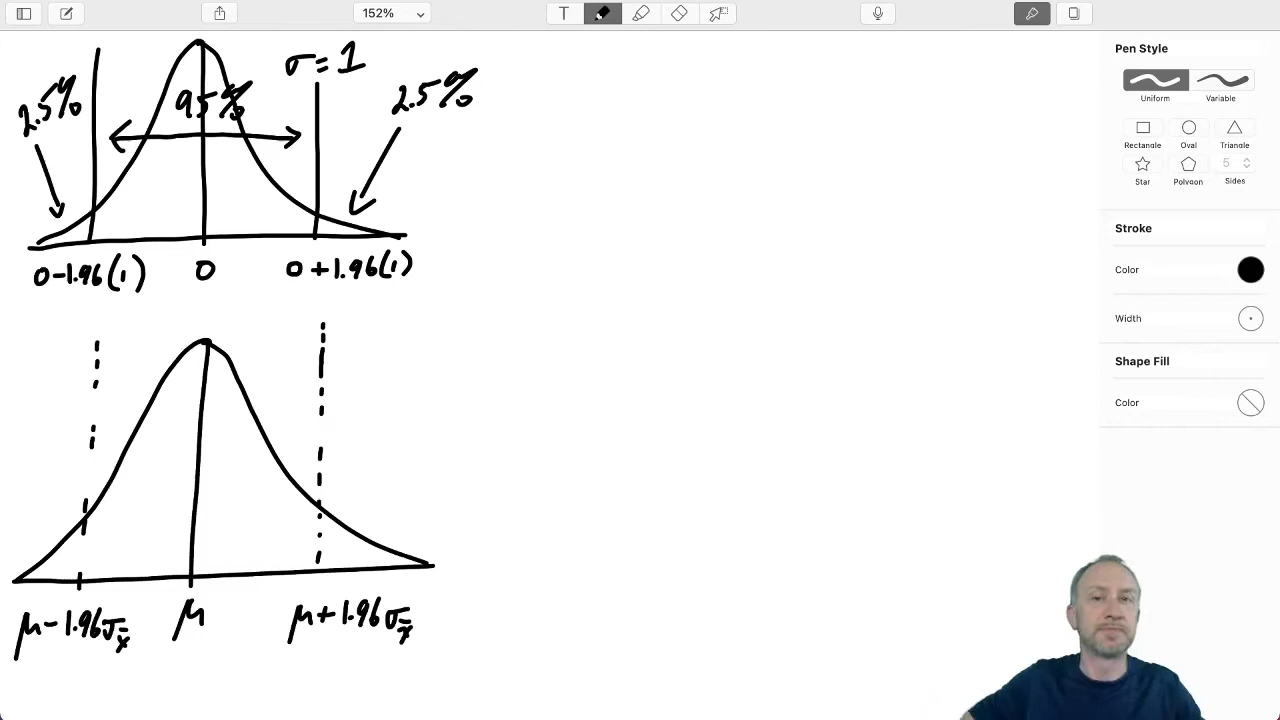 152%
T
Pen Style
Uniform
Variable
Rectangle
Oval
Triangle
Star
Polygon
5
Sides
Stroke
Color
Width
Shape Fill
Color
σ = 1
2.5%
95%
2.5%
0-1.96(1)
0
0+1.96(1)
μ-1.96σx̄
μ
μ+1.96σx̄